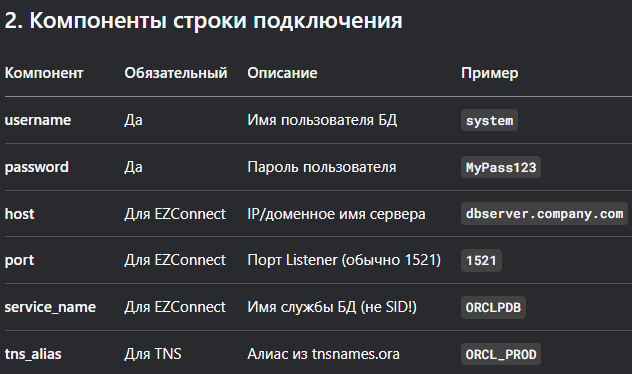 2. Компоненты строки подключения
Компонент Обязательный Описание Пример
username Да Имя пользователя БД system
password Да Пароль пользователя MyPass123
host Для EZConnect IP/доменное имя сервера dbserver.company.com
port Для EZConnect Порт Listener (обычно 1521) 1521
service_name Для EZConnect Имя службы БД (не SID!) ORCLPDB
tns_alias Для TNS Алиас из tnsnames.ora ORCL_PROD